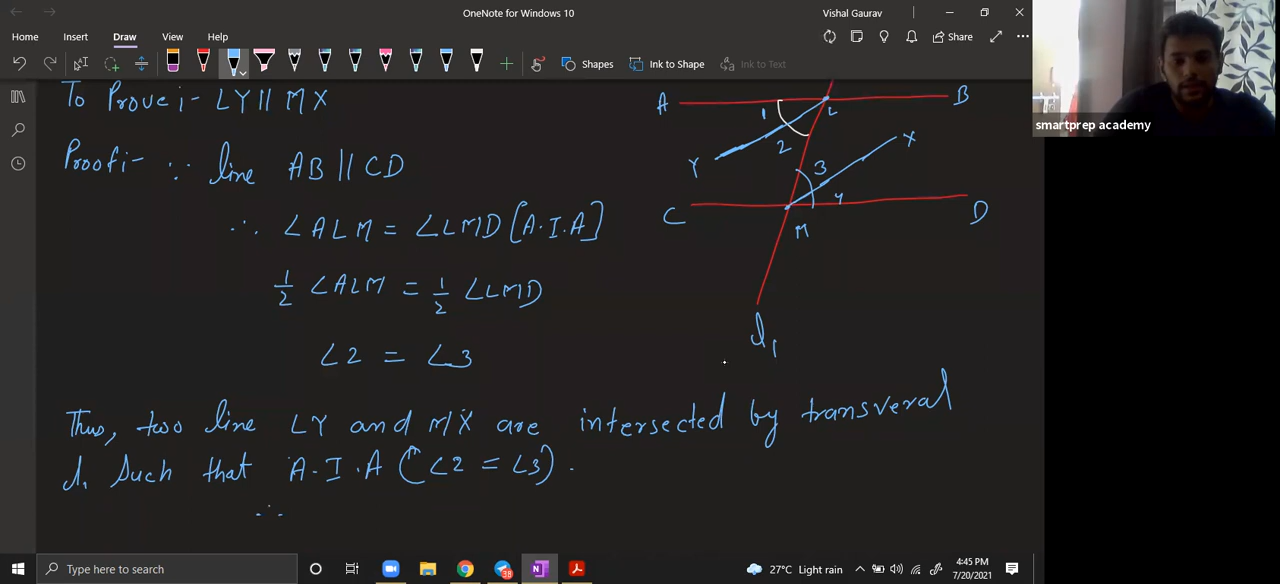 OneNote for Windows 10
Vishal Gaurav
Home Insert Draw View Help
Share
Shapes Ink to Shape Ink to Text
smartprep academy
To Prove:- LY || MX
Proof:- ∵ line AB || CD
∴ ∠ALM = ∠LMD [A.I.A]
1/2 ∠ALM = 1/2 ∠LMD
∠2 = ∠3
Thus, two line LY and MX are intersected by transveral
l1 such that A.I.A (∠2 = ∠3).
∴
A B
1 L
Y 2 X
3
C 4 D
M
l1
Type here to search
38
27°C Light rain
4:45 PM
7/20/2021